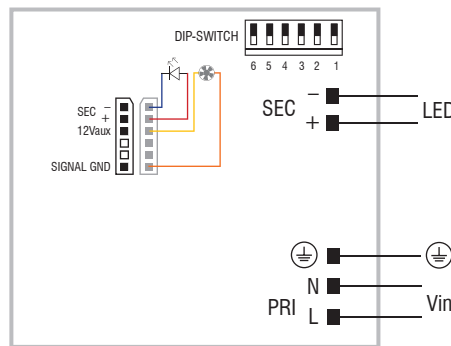 DIP-SWITCH
6 5 4 3 2 1
SEC –
+
12Vaux
SIGNAL GND
SEC – LED
+
N
PRI Vin
L